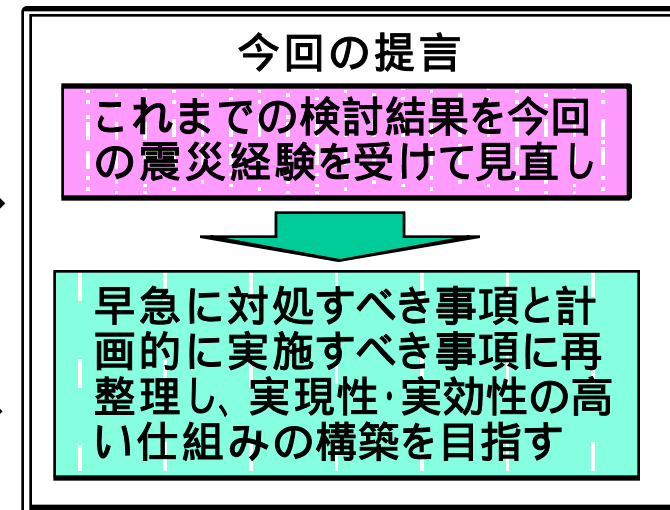 今回の提言
これまでの検討結果を今回
の震災経験を受けて見直し
早急に対処すべき事項と計
画的に実施すべき事項に再
整理し、実現性・実効性の高
い仕組みの構築を目指す